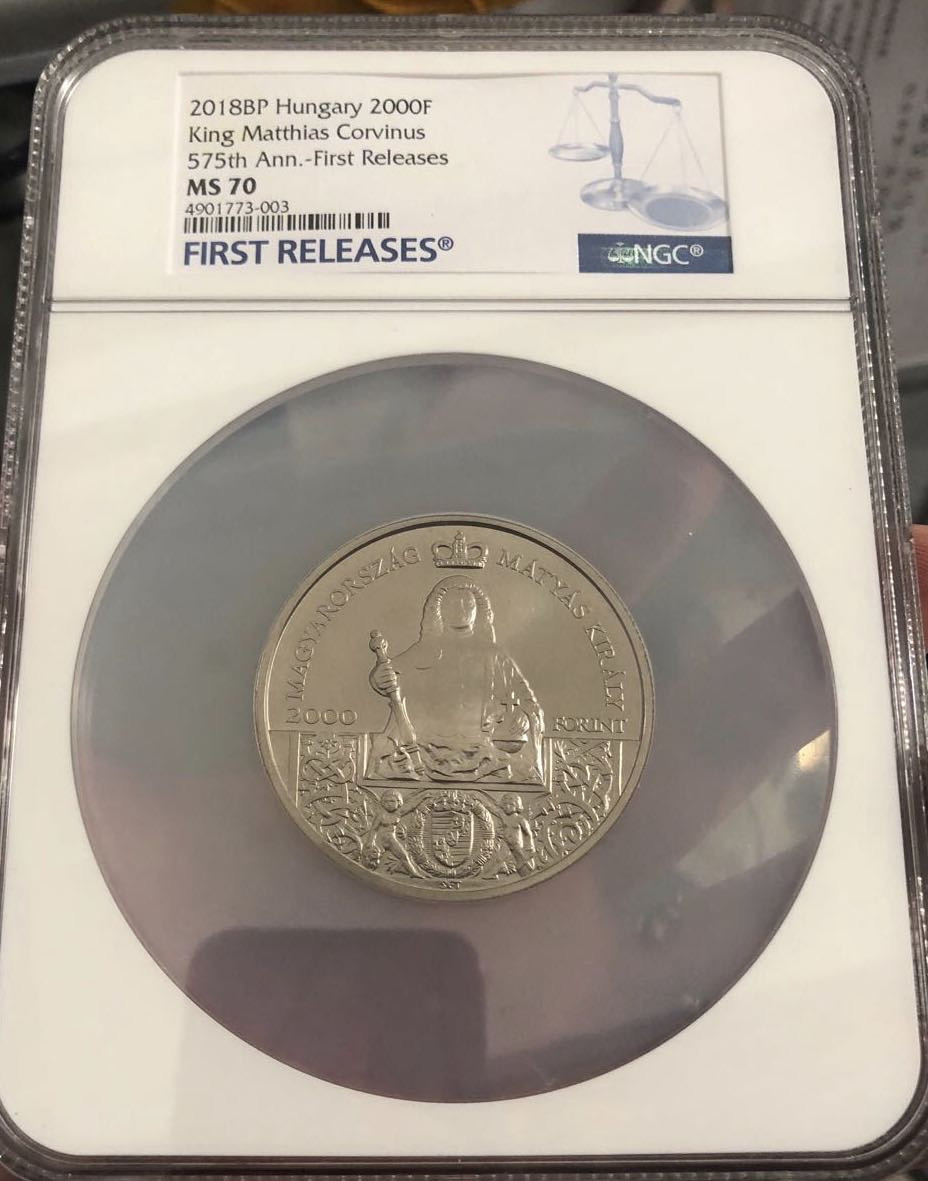 2018BP Hungary 2000F
King Matthias Corvinus
575th Ann.-First Releases
MS 70
4901773-003
FIRST RELEASES®
NGC®
MAGYARORSZÁG MÁTYÁS KIRÁLY
2000 FORINT